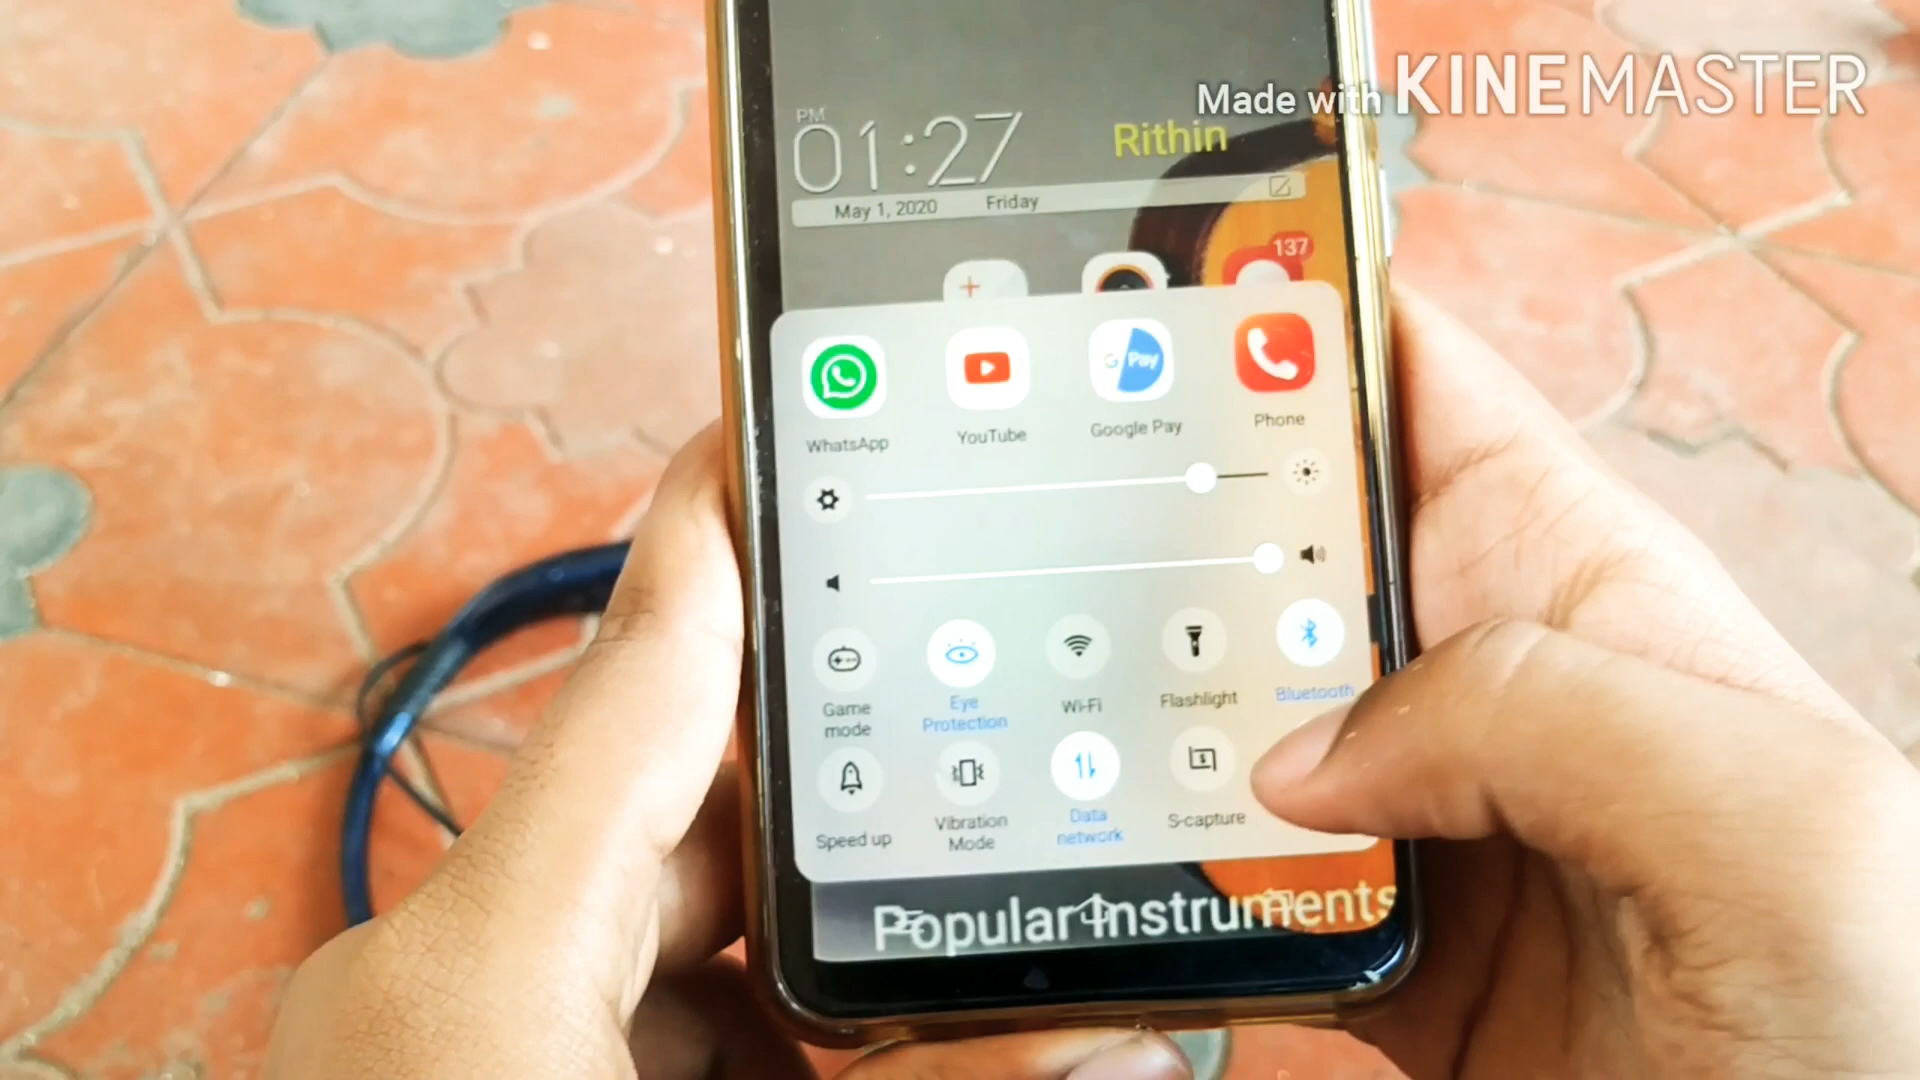 Made with KINEMASTER
PM
01:27
Rithin
May 1, 2020 Friday
137
G Pay
WhatsApp YouTube Google Pay Phone
Game mode
Eye Protection
Wi-Fi
Flashlight
Bluetooth
Speed up
Vibration Mode
Data network
S-capture
Popular Instruments